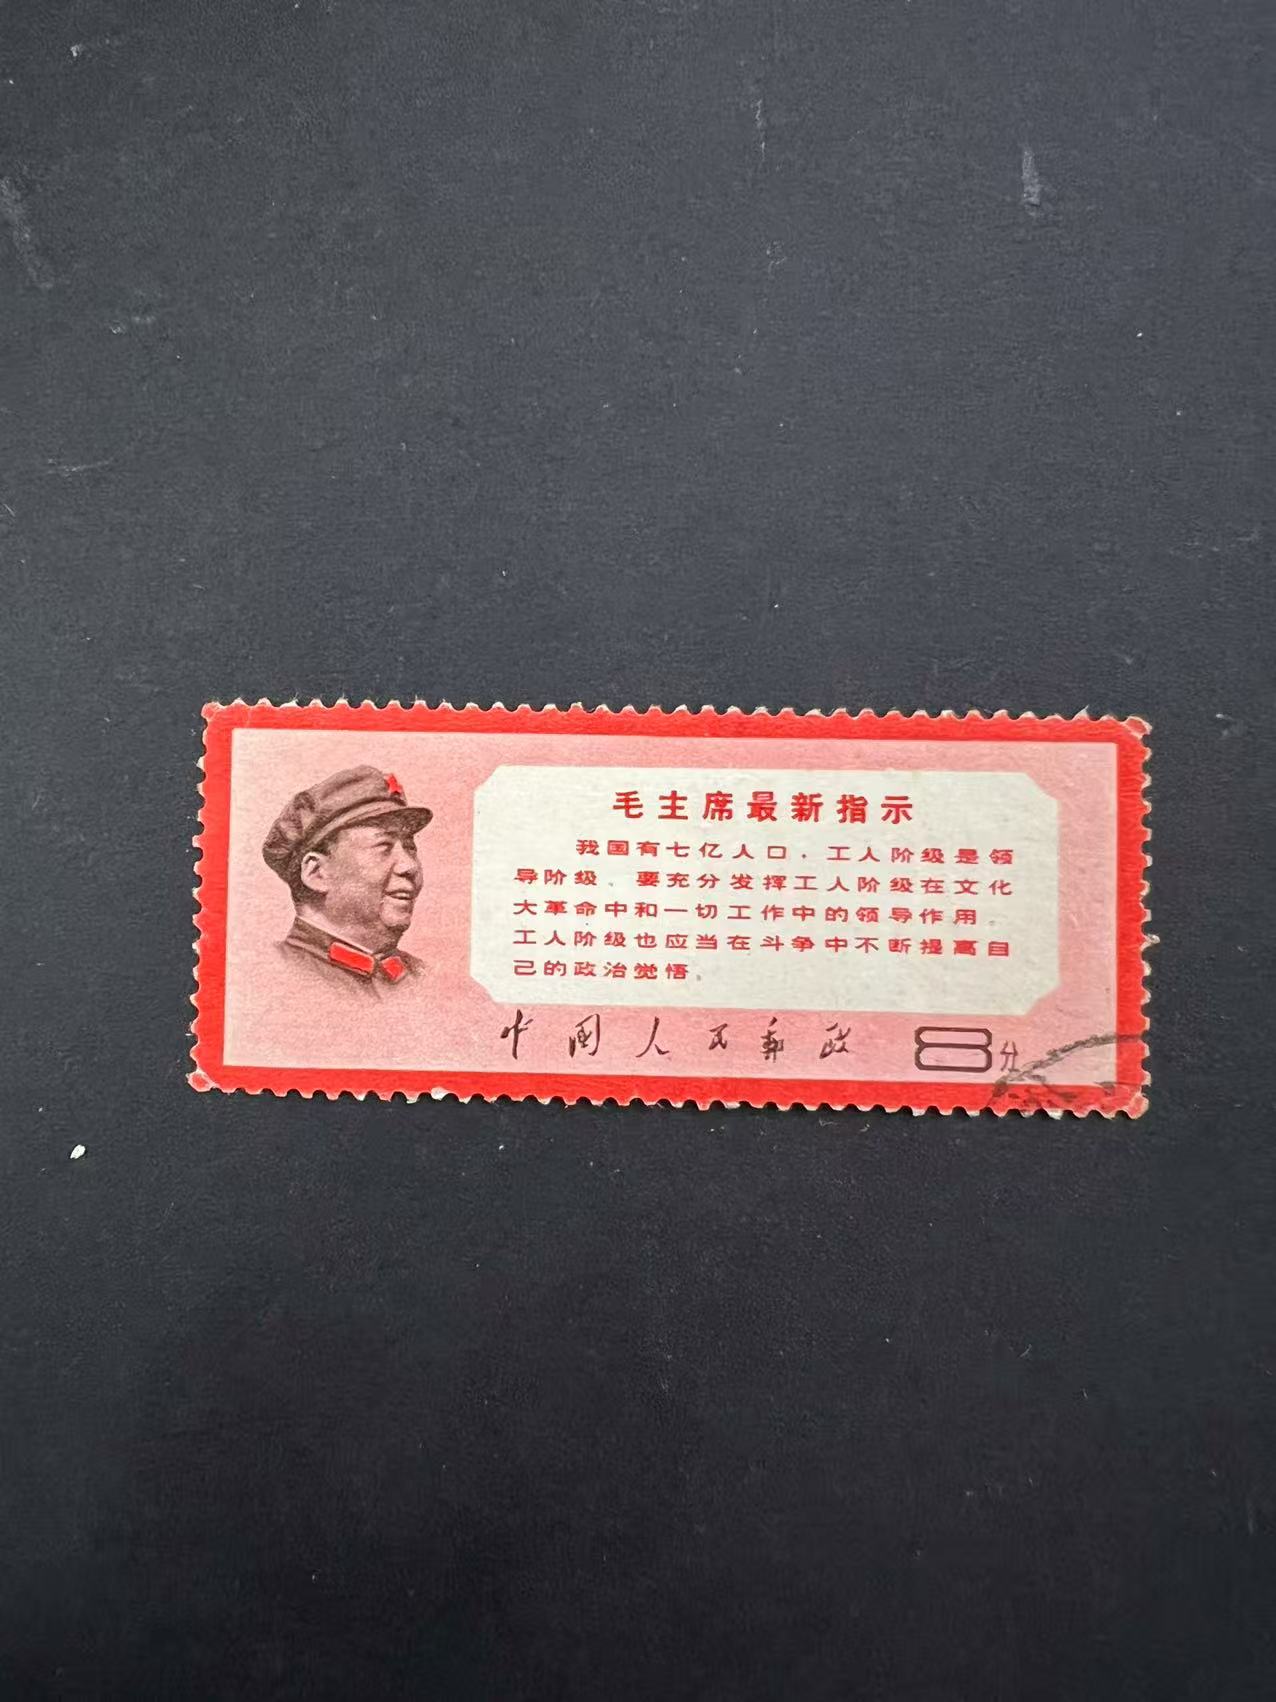 毛主席最新指示
我国有七亿人口，工人阶级是领
导阶级。要充分发挥工人阶级在文化
大革命中和一切工作中的领导作用。
工人阶级也应当在斗争中不断提高自
己的政治觉悟。
中国人民邮政 8分